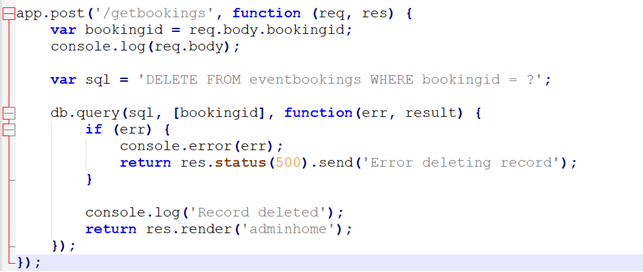 app.post('/getbookings', function (req, res) {
    var bookingid = req.body.bookingid;
    console.log(req.body);
    var sql = 'DELETE FROM eventbookings WHERE bookingid = ?';
    db.query(sql, [bookingid], function(err, result) {
        if (err) {
            console.error(err);
            return res.status(500).send('Error deleting record');
        }
        console.log('Record deleted');
        return res.render('adminhome');
    });
});